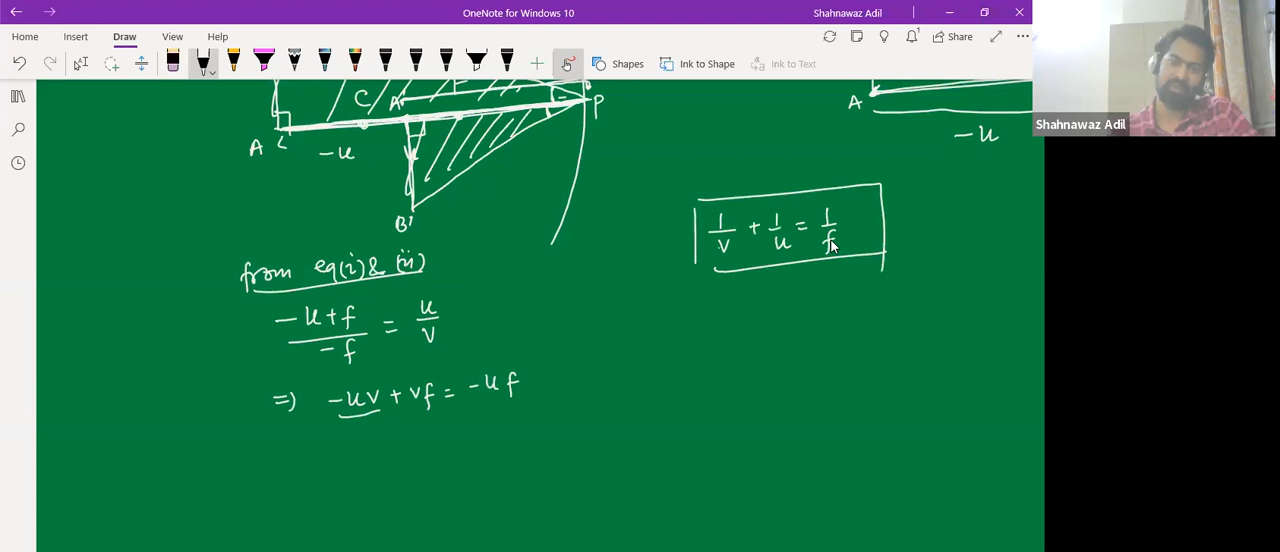 OneNote for Windows 10
Shahnawaz Adil
Home Insert Draw View Help
Share
Shapes
Ink to Shape
Ink to Text
C A' P
A -u
B'
A
Shahnawaz Adil
-u
1/v + 1/u = 1/f
from eq(i) & (ii)
(-u+f)/(-f) = u/v
⇒ -uv + vf = -uf